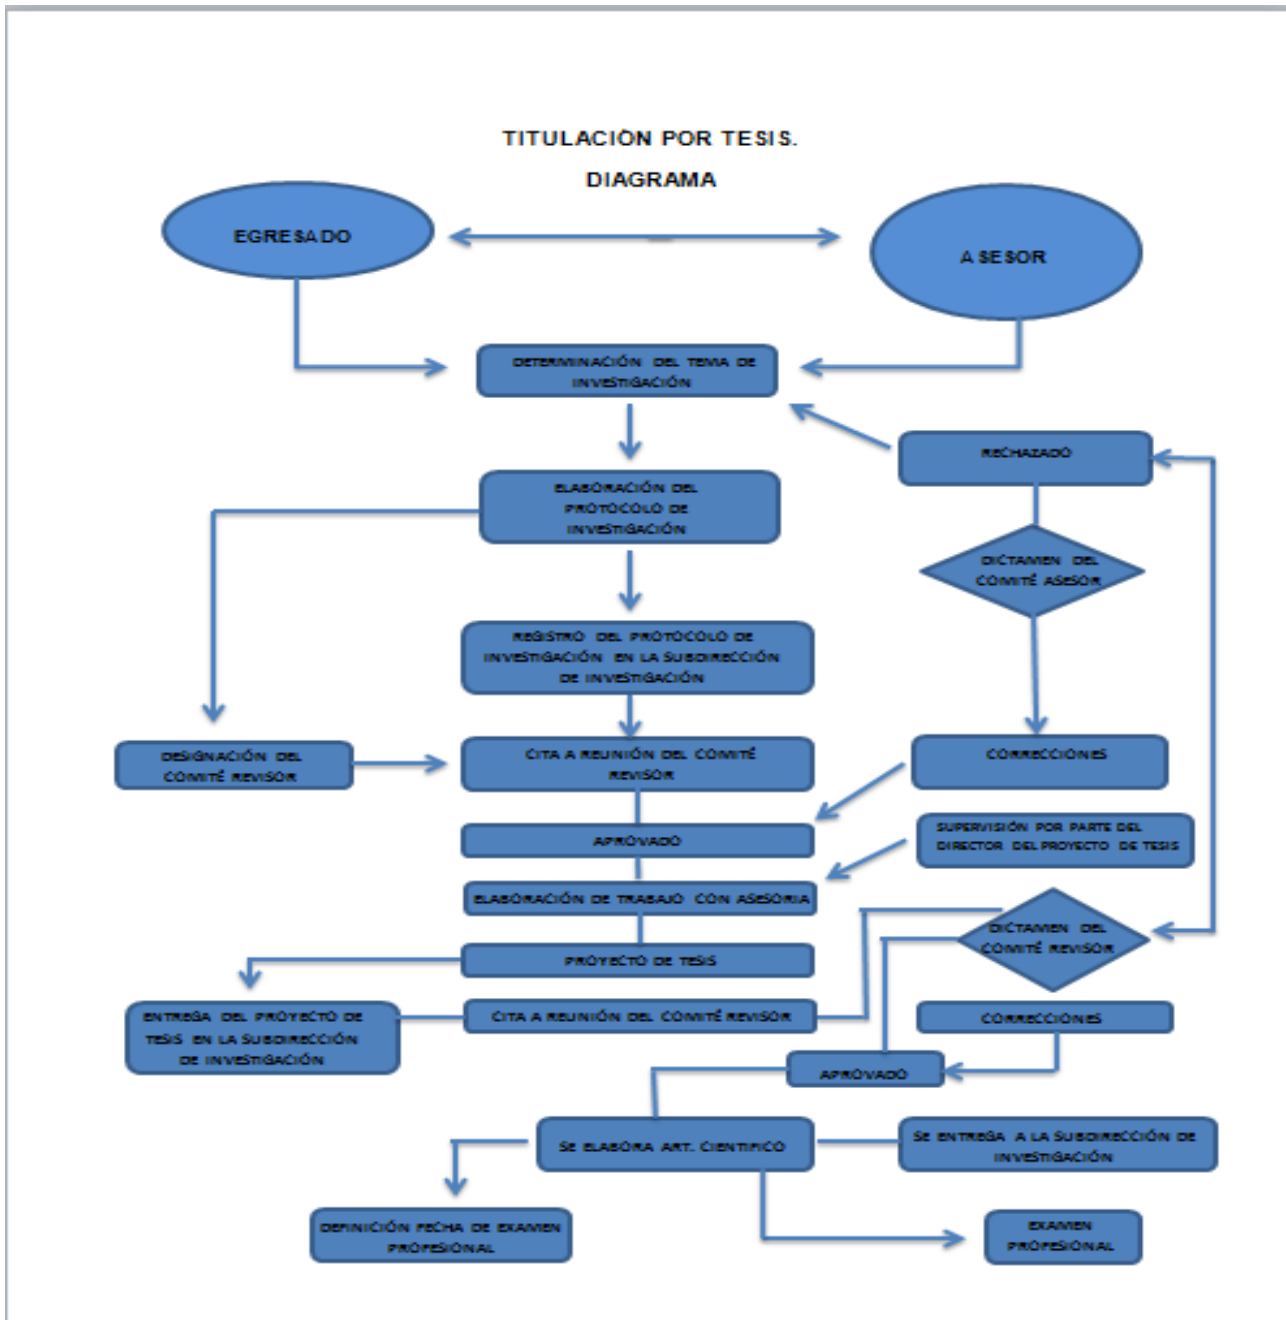 TITULACIÓN POR TESIS.
DIAGRAMA
EGRESADO
ASESOR
DETERMINACIÓN DEL TEMA DE
INVESTIGACIÓN
RECHAZADO
ELABORACIÓN DEL
PROTOCOLO DE
INVESTIGACIÓN
DICTAMEN DEL
COMITÉ ASESOR
REGISTRO DEL PROTOCOLO DE
INVESTIGACIÓN EN LA SUBDIRECCIÓN
DE INVESTIGACIÓN
DESIGNACIÓN DEL
COMITÉ REVISOR
CITA A REUNIÓN DEL COMITÉ
REVISOR
CORRECCIONES
APROVADO
SUPERVISIÓN POR PARTE DEL
DIRECTOR DEL PROYECTO DE TESIS
ELABORACIÓN DE TRABAJO CON ASESORIA
DICTAMEN DEL
COMITÉ REVISOR
PROYECTO DE TESIS
ENTREGA DEL PROYECTO DE
TESIS EN LA SUBDIRECCIÓN
DE INVESTIGACIÓN
CITA A REUNIÓN DEL COMITÉ REVISOR
CORRECCIONES
APROVADO
SE ELABORA ART. CIENTIFICO
SE ENTREGA A LA SUBDIRECCIÓN DE
INVESTIGACIÓN
DEFINICIÓN FECHA DE EXAMEN
PROFESIONAL
EXAMEN
PROFESIONAL